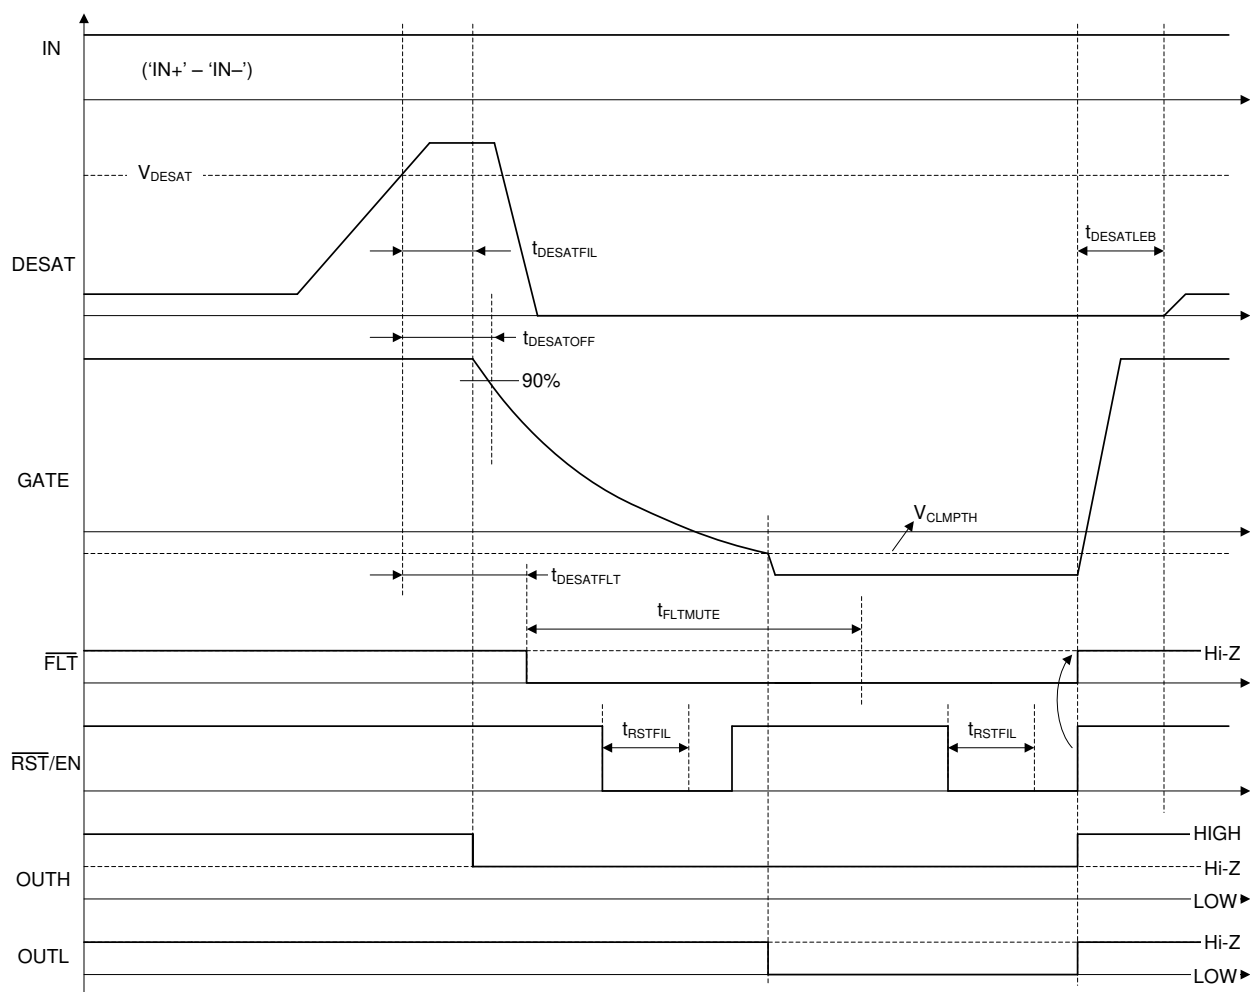 IN
(‘IN+’ – ‘IN–’)
VDESAT
tDESATLEB
tDESATFIL
DESAT
tDESATOFF
90%
GATE
VCLMPTH
tDESATFLT
tFLTMUTE
FLT
Hi-Z
tRSTFIL
tRSTFIL
RST/EN
HIGH
Hi-Z
OUTH
LOW
Hi-Z
OUTL
LOW